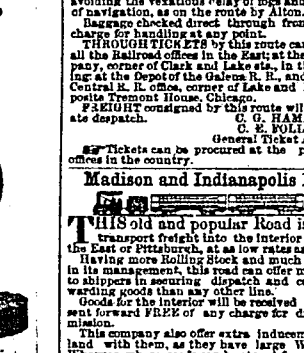 avoiding the vexatious delay of fogs and
of navigation, as on the route by Alton.
Baggage checked direct through from
charge for handling at any point.
THROUGH TICKETS by this route can
all the Railroad offices in the East; at the
pany, corner of Clark and Lake sts., in
ing: at the Depot of the Galena R. R., and
Central R. R. office, corner of Lake and
posite Tremont House, Chicago.
FREIGHT consigned by this route will
ate despatch. C. G. HAM
C. E. FOLL
General Ticket
Tickets can be procured at the
offices in the country.
Madison and Indianapolis
THIS old and popular Road is
transport freight into the interior
the East or Pittsburgh, at as low rates as
Having more Rolling Stock and much
in its management, this road can offer
to shippers in securing dispatch and
warding goods than any other line.
Goods for the interior will be received
sent forward FREE of any charge for
mission.
This company also offer extra induce
land with them, as they have large